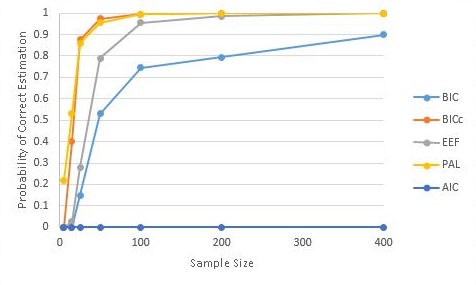 1
0.9
0.8
0.7
0.6
0.5
0.4
0.3
0.2
0.1
0
Probability of Correct Estimation
0 100 200 300 400
Sample Size
BIC
BICc
EEF
PAL
AIC